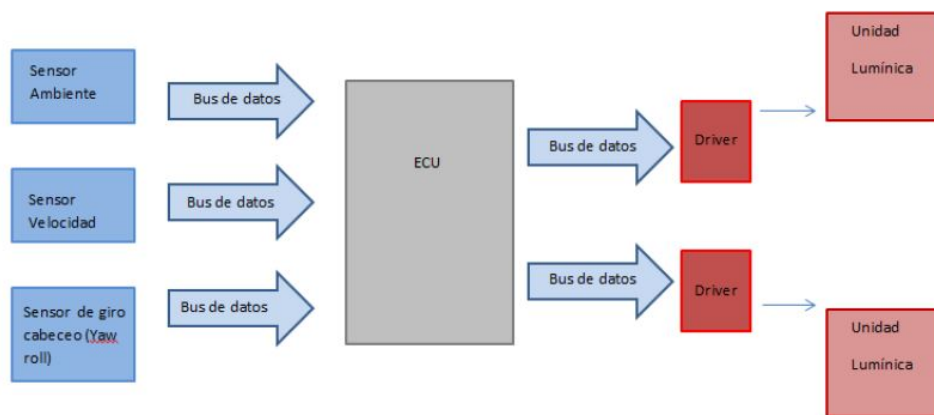 Sensor
Ambiente
Bus de datos
Sensor
Velocidad
Bus de datos
Sensor de giro
cabeceo (Yaw
roll)
Bus de datos
ECU
Bus de datos
Driver
Unidad
Lumínica
Bus de datos
Driver
Unidad
Lumínica